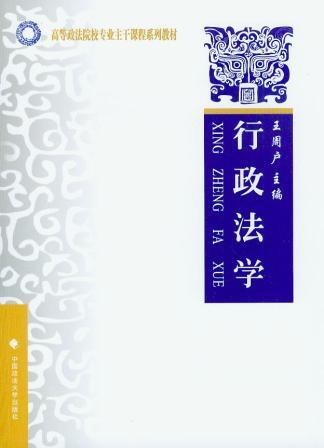 高等政法院校专业主干课程系列教材
王周户 主编
行政法学
XING ZHENG FA XUE
中国政法大学出版社